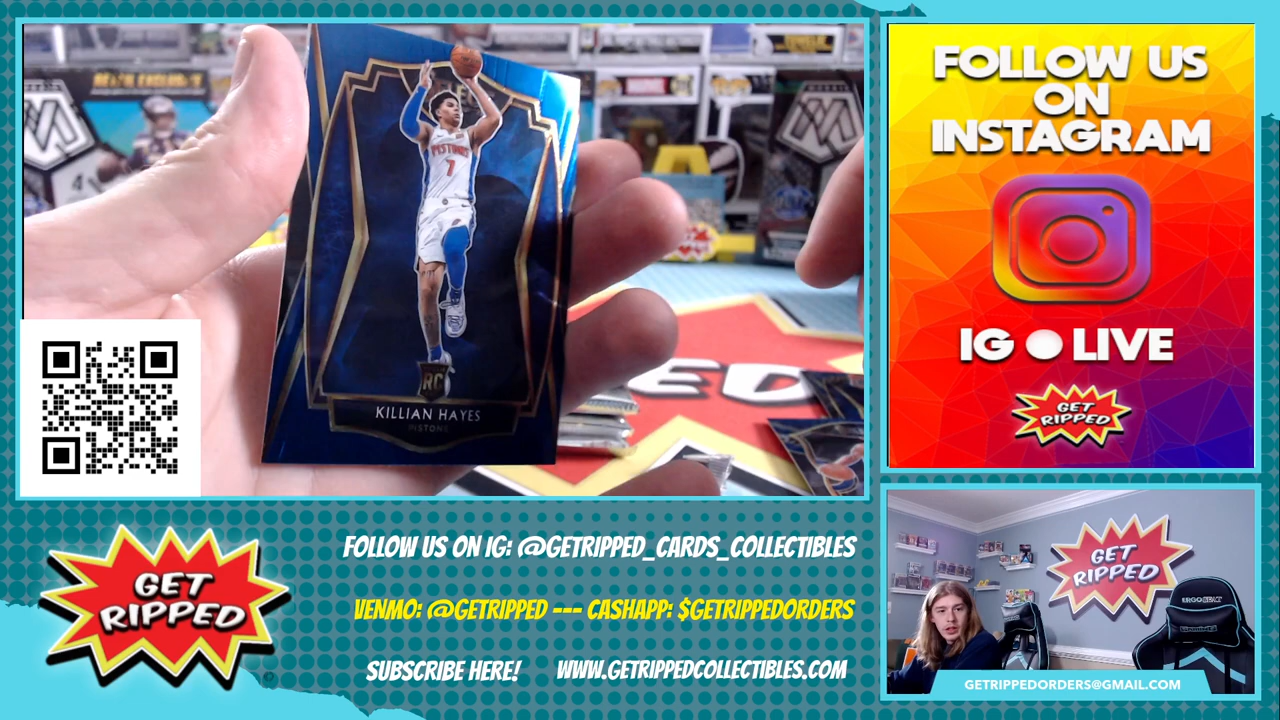 PISTONS
7
RC
KILLIAN HAYES
PISTONS
FOLLOW US
ON
INSTAGRAM
IG LIVE
GET
RIPPED
GET
RIPPED
FOLLOW US ON IG: @GETRIPPED_CARDS_COLLECTIBLES
VENMO: @GETRIPPED --- CASHAPP: $GETRIPPEDORDERS
SUBSCRIBE HERE! WWW.GETRIPPEDCOLLECTIBLES.COM
GET
RIPPED
GETRIPPEDORDERS@GMAIL.COM